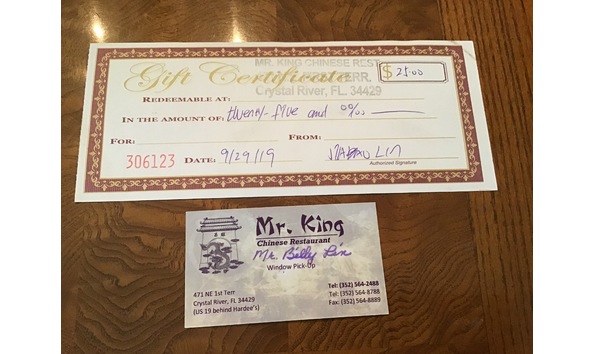 MR. KING CHINESE REST.
Gift Certificate
TERR.
$ 25.00
Crystal River, FL. 34429
REDEEMABLE AT:
IN THE AMOUNT OF: twenty-five and 00/100
FOR: FROM:
306123 DATE: 9/29/19 LIN
Authorized Signature
Mr. King
Chinese Restaurant
Mr. Billy Lin
Window Pick-Up
471 NE 1st Terr
Crystal River, FL 34429
(US 19 behind Hardee's)
Tel: (352) 564-2488
Tel: (352) 564-8788
Fax: (352) 564-8889